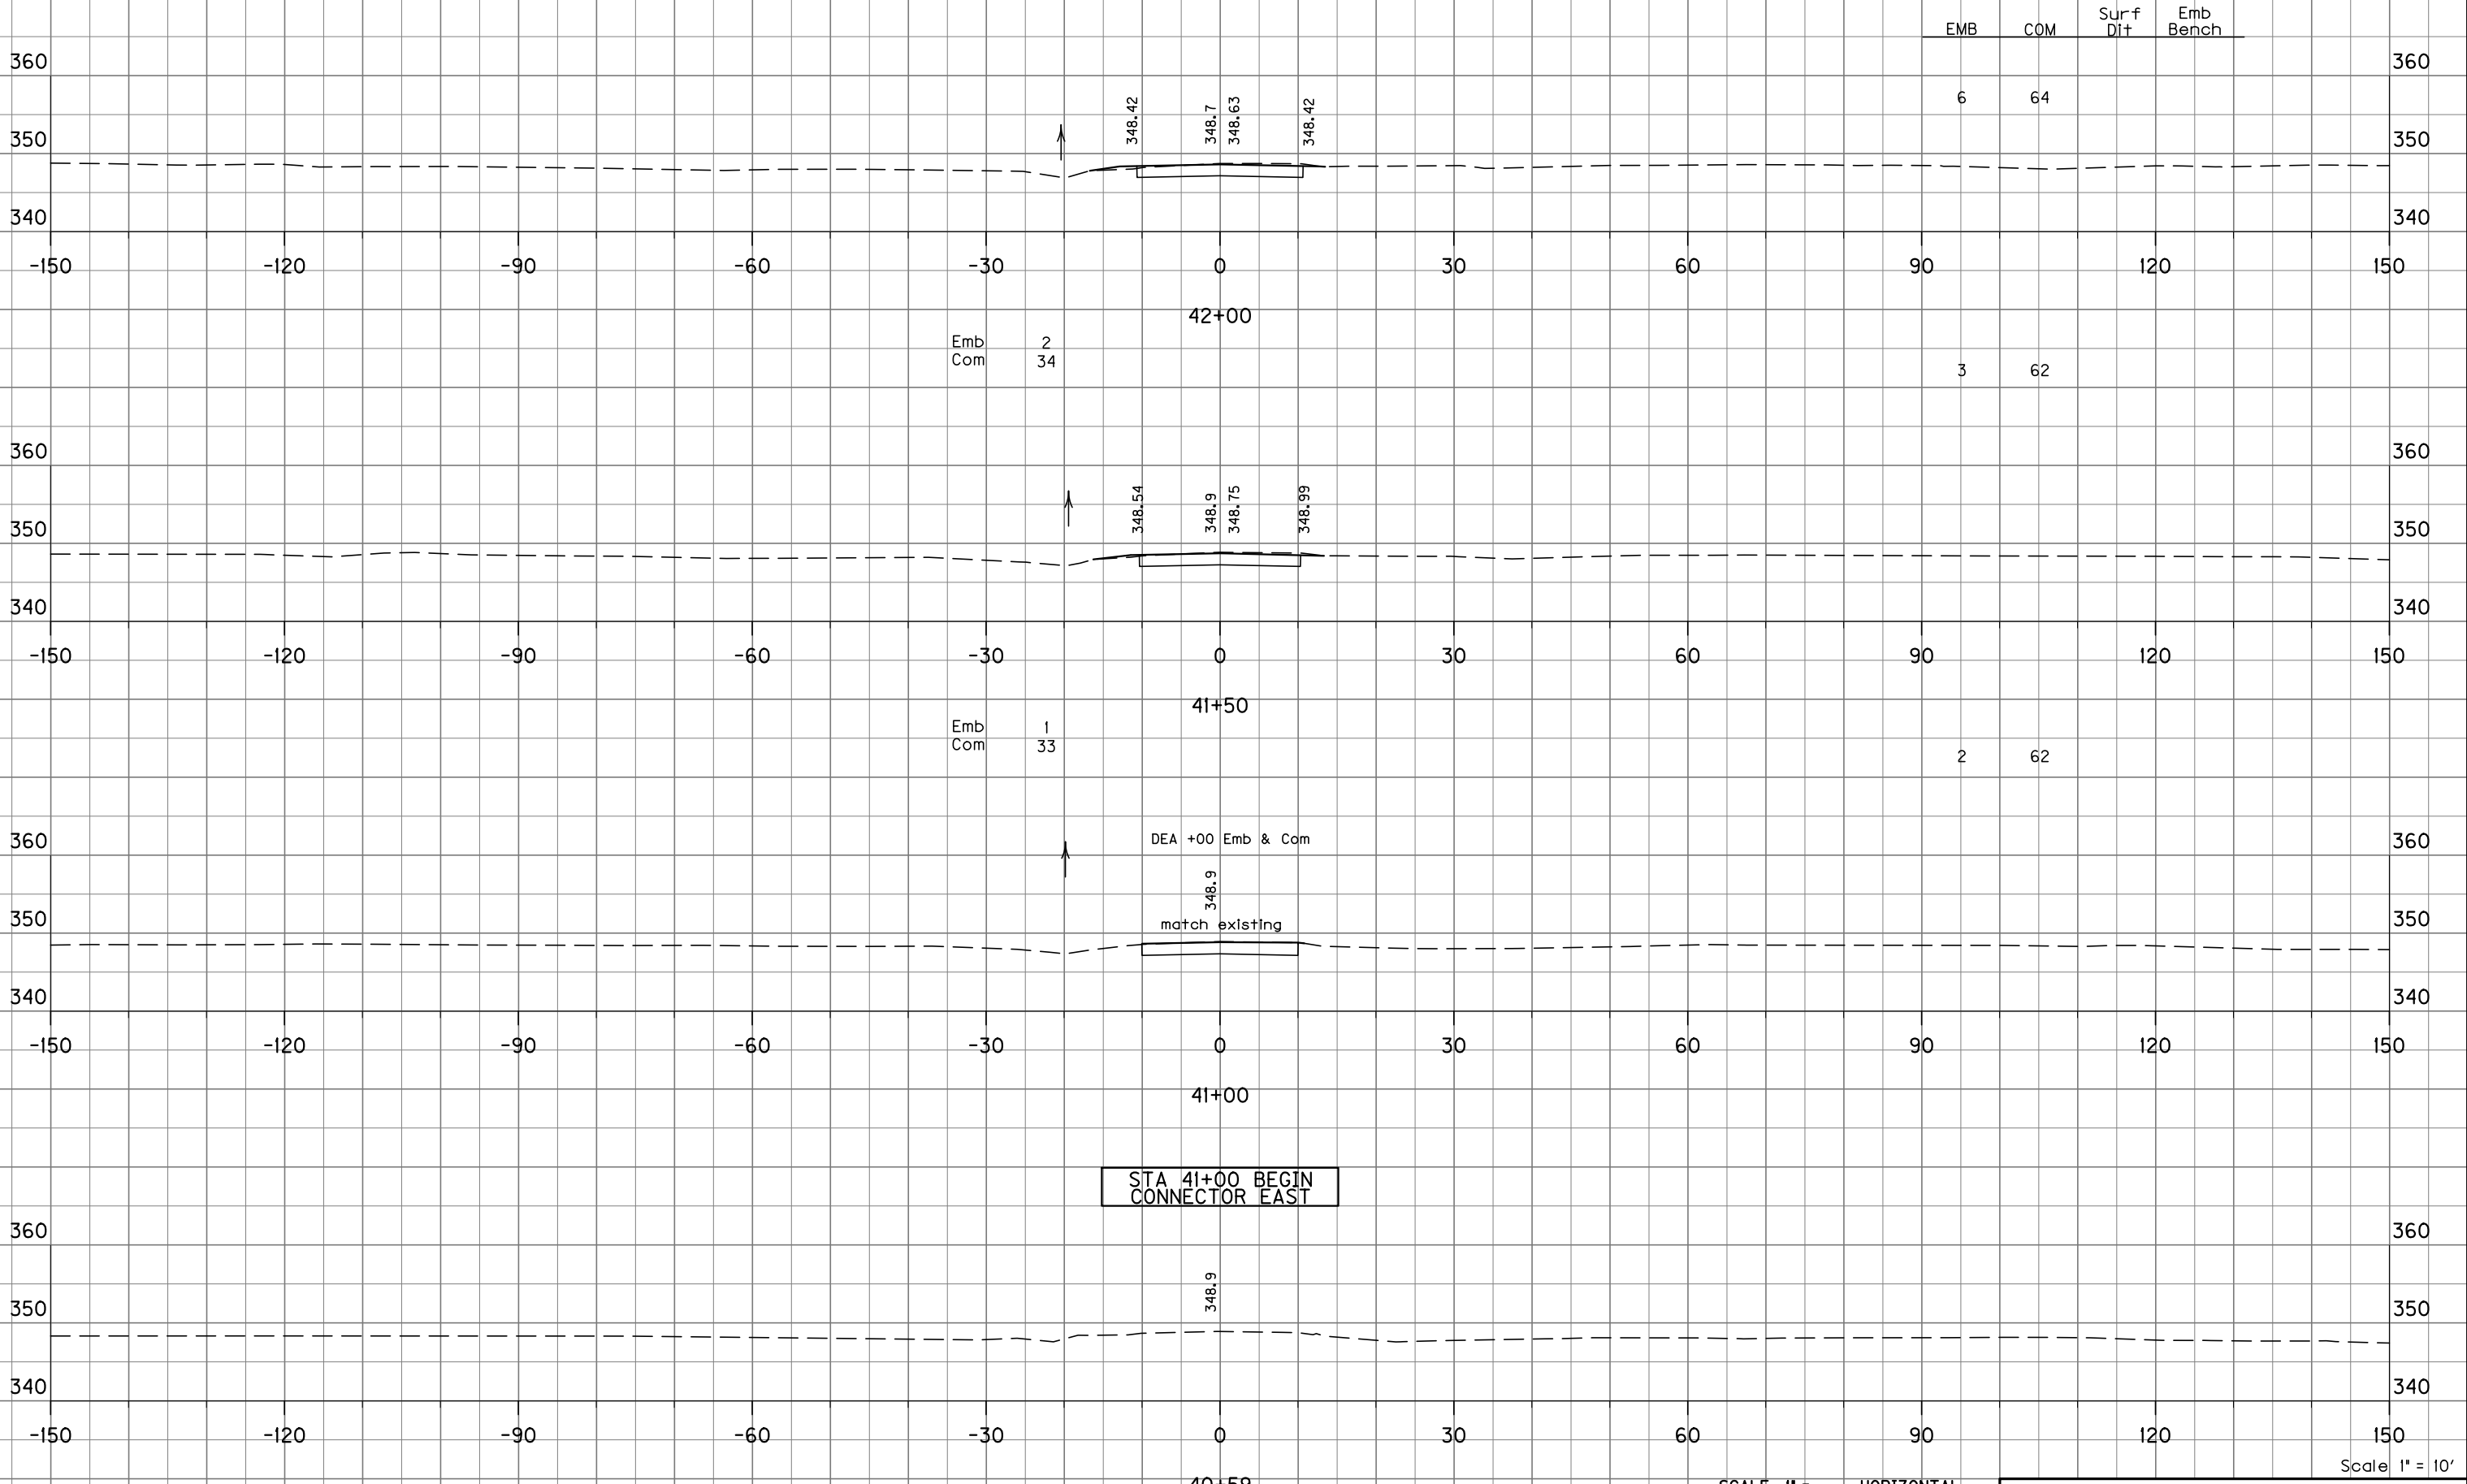 Surf Emb
EMB COM Dit Bench
360 360
6 64
348.42 348.7 348.63 348.42
350 350
340 340
-150 -120 -90 -60 -30 0 30 60 90 120 150
42+00
Emb 2
Com 34
3 62
360 360
348.54 348.9 348.75 348.99
350 350
340 340
-150 -120 -90 -60 -30 0 30 60 90 120 150
41+50
Emb 1
Com 33
2 62
DEA +00 Emb & Com
360 360
348.9
350 350
match existing
340 340
-150 -120 -90 -60 -30 0 30 60 90 120 150
41+00
STA 41+00 BEGIN
CONNECTOR EAST
360 360
348.9
350 350
340 340
-150 -120 -90 -60 -30 0 30 60 90 120 150
Scale 1" = 10'